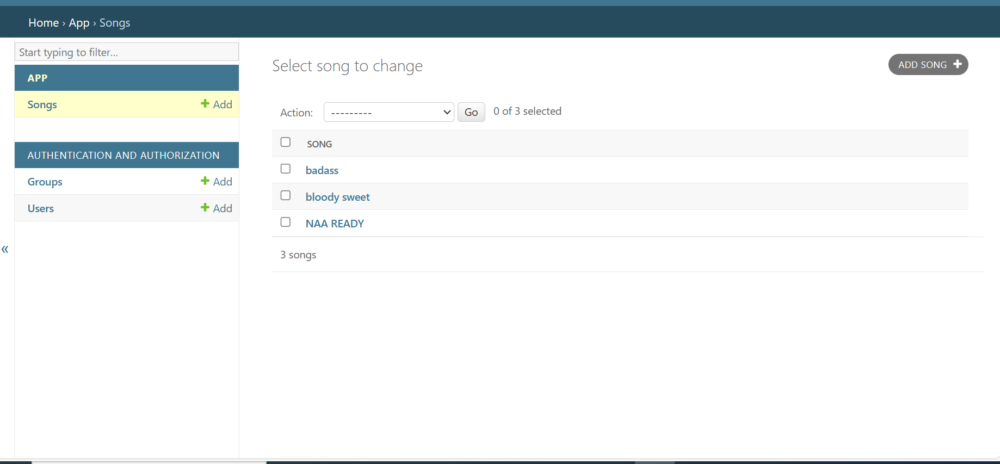 Home › App › Songs
Start typing to filter...
APP
Songs + Add
AUTHENTICATION AND AUTHORIZATION
Groups + Add
Users + Add
«
Select song to change
ADD SONG +
Action: --------- Go 0 of 3 selected
SONG
badass
bloody sweet
NAA READY
3 songs